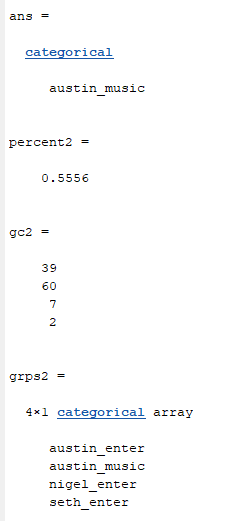 ans =
categorical
austin_music
percent2 =
0.5556
gc2 =
39
60
7
2
grps2 =
4×1 categorical array
austin_enter
austin_music
nigel_enter
seth_enter